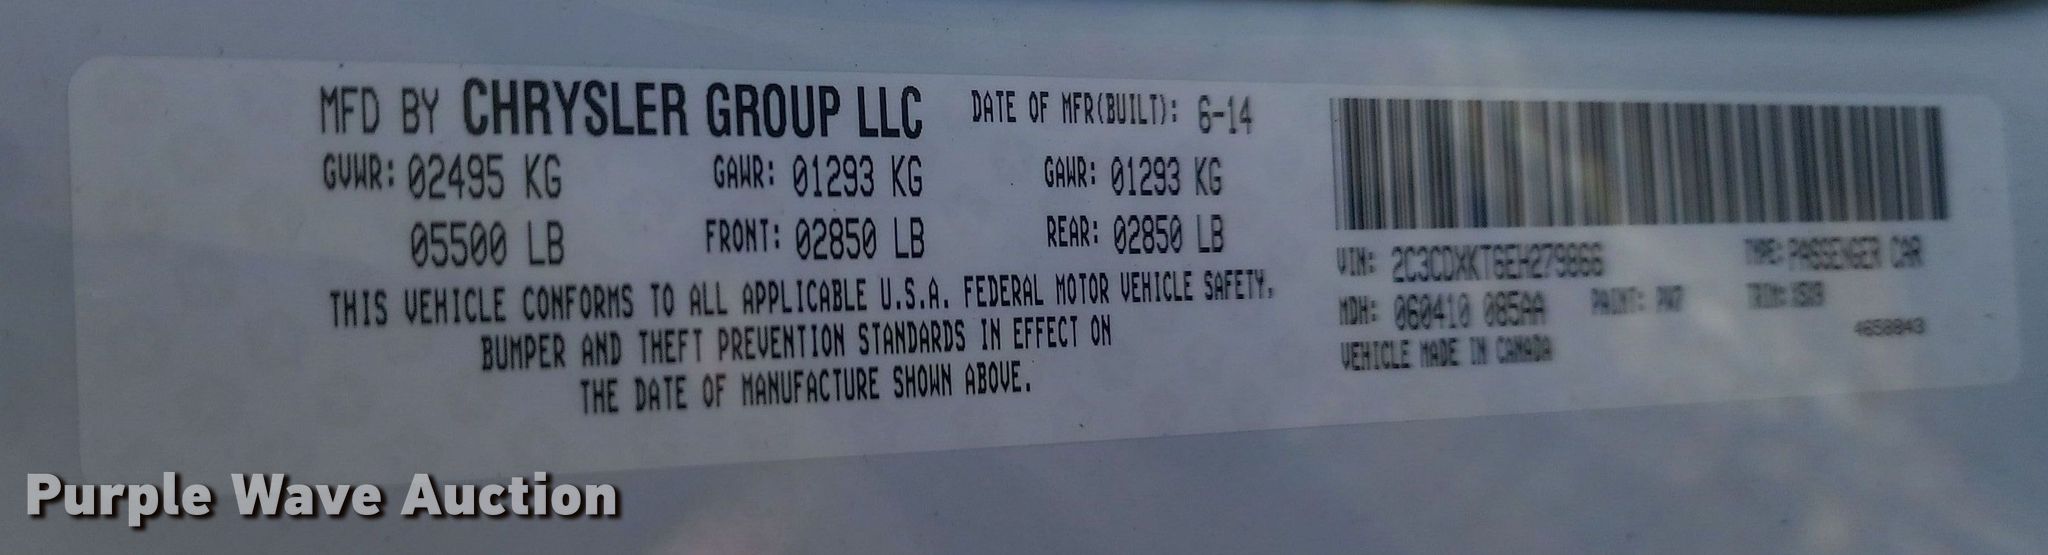 MFD BY CHRYSLER GROUP LLC DATE OF MFR(BUILT): 6-14
GVWR: 02495 KG GAWR: 01293 KG GAWR: 01293 KG
05500 LB FRONT: 02850 LB REAR: 02850 LB
THIS VEHICLE CONFORMS TO ALL APPLICABLE U.S.A. FEDERAL MOTOR VEHICLE SAFETY,
BUMPER AND THEFT PREVENTION STANDARDS IN EFFECT ON
THE DATE OF MANUFACTURE SHOWN ABOVE.
VIN: 2C3CDXKT6EH279866 TYPE: PASSENGER CAR
MDH: 060410 085AA PAINT: PW7 TRIM:
VEHICLE MADE IN CANADA
Purple Wave Auction